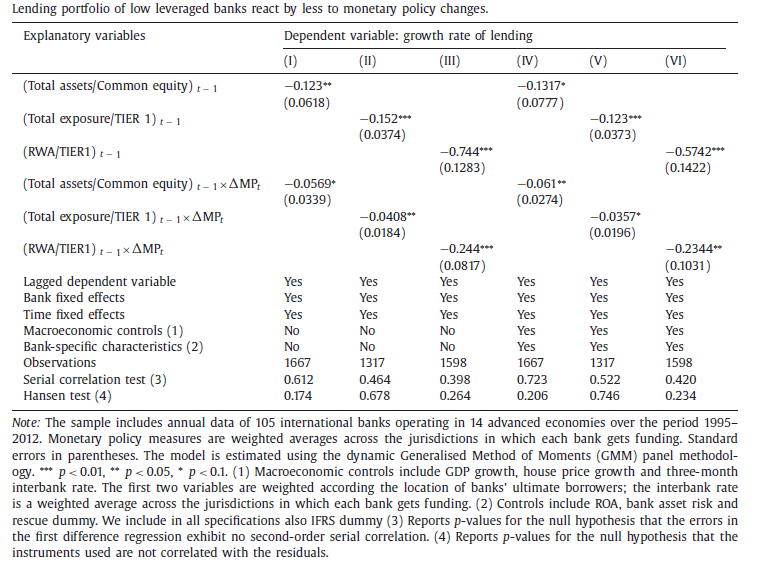 Lending portfolio of low leveraged banks react by less to monetary policy changes.
Explanatory variables Dependent variable: growth rate of lending
(I) (II) (III) (IV) (V) (VI)
(Total assets/Common equity) t − 1 −0.123** −0.1317*
(0.0618) (0.0777)
(Total exposure/TIER 1) t − 1 −0.152*** −0.123***
(0.0374) (0.0373)
(RWA/TIER1) t − 1 −0.744*** −0.5742***
(0.1283) (0.1422)
(Total assets/Common equity) t − 1×ΔMPt −0.0569* −0.061**
(0.0339) (0.0274)
(Total exposure/TIER 1) t − 1×ΔMPt −0.0408** −0.0357*
(0.0184) (0.0196)
(RWA/TIER1) t − 1×ΔMPt −0.244*** −0.2344**
(0.0817) (0.1031)
Lagged dependent variable Yes Yes Yes Yes Yes Yes
Bank fixed effects Yes Yes Yes Yes Yes Yes
Time fixed effects Yes Yes Yes Yes Yes Yes
Macroeconomic controls (1) No No No Yes Yes Yes
Bank-specific characteristics (2) No No No Yes Yes Yes
Observations 1667 1317 1598 1667 1317 1598
Serial correlation test (3) 0.612 0.464 0.398 0.723 0.522 0.420
Hansen test (4) 0.174 0.678 0.264 0.206 0.746 0.234
Note: The sample includes annual data of 105 international banks operating in 14 advanced economies over the period 1995–
2012. Monetary policy measures are weighted averages across the jurisdictions in which each bank gets funding. Standard
errors in parentheses. The model is estimated using the dynamic Generalised Method of Moments (GMM) panel methodol-
ogy. *** p < 0.01, ** p < 0.05, * p < 0.1. (1) Macroeconomic controls include GDP growth, house price growth and three-month
interbank rate. The first two variables are weighted according the location of banks' ultimate borrowers; the interbank rate
is a weighted average across the jurisdictions in which each bank gets funding. (2) Controls include ROA, bank asset risk and
rescue dummy. We include in all specifications also IFRS dummy (3) Reports p-values for the null hypothesis that the errors in
the first difference regression exhibit no second-order serial correlation. (4) Reports p-values for the null hypothesis that the
instruments used are not correlated with the residuals.